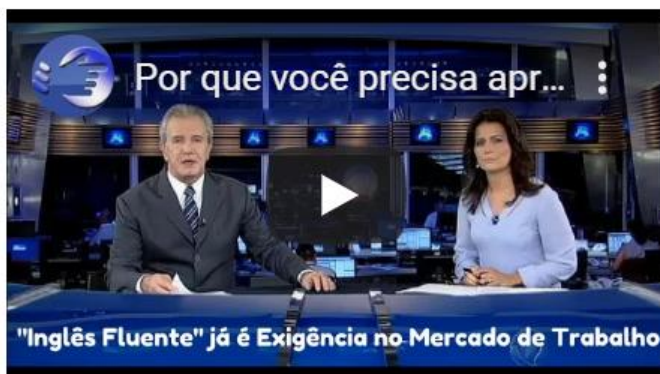 Por que você precisa apr...
"Inglês Fluente" já é Exigência no Mercado de Trabalho